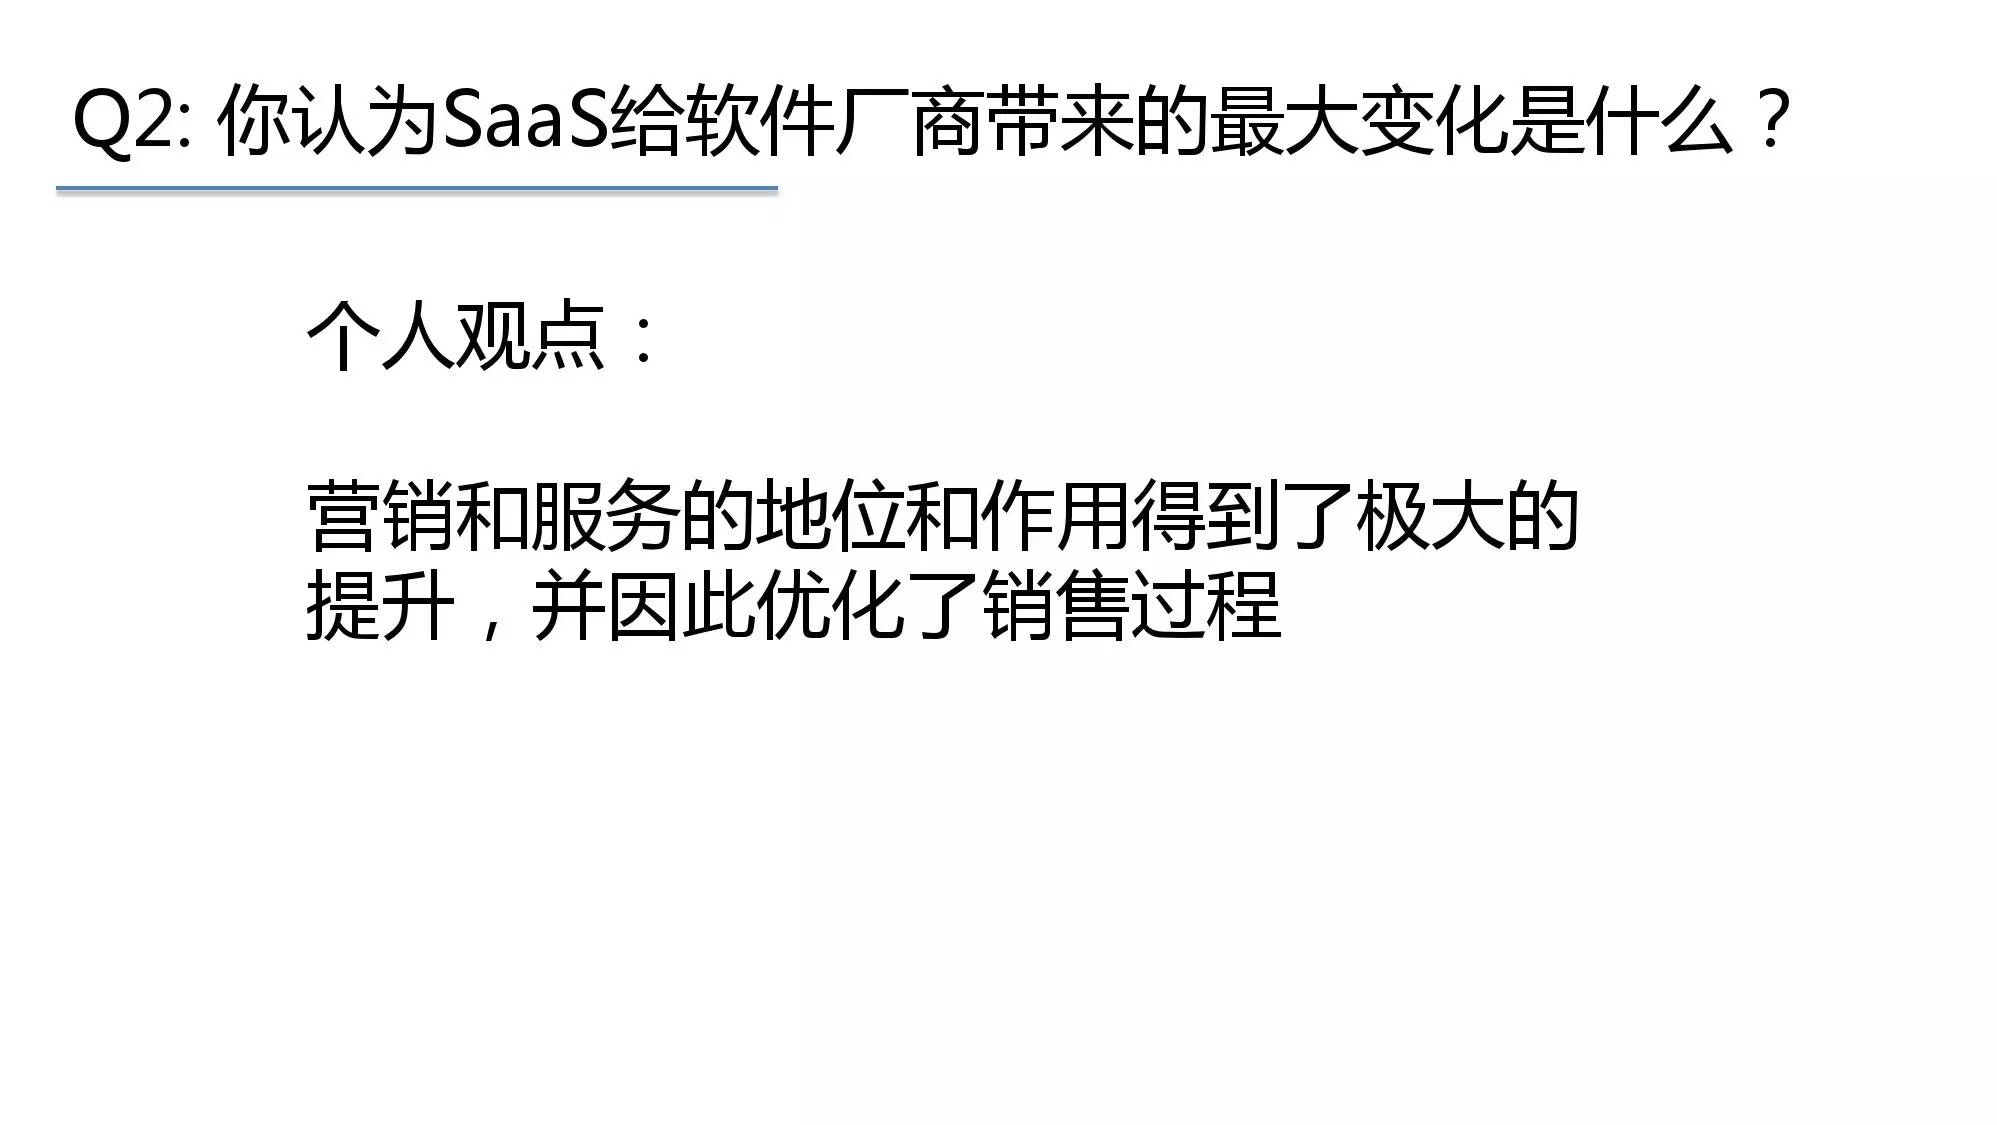 Q2: 你认为SaaS给软件厂商带来的最大变化是什么？
个人观点：
营销和服务的地位和作用得到了极大的
提升，并因此优化了销售过程